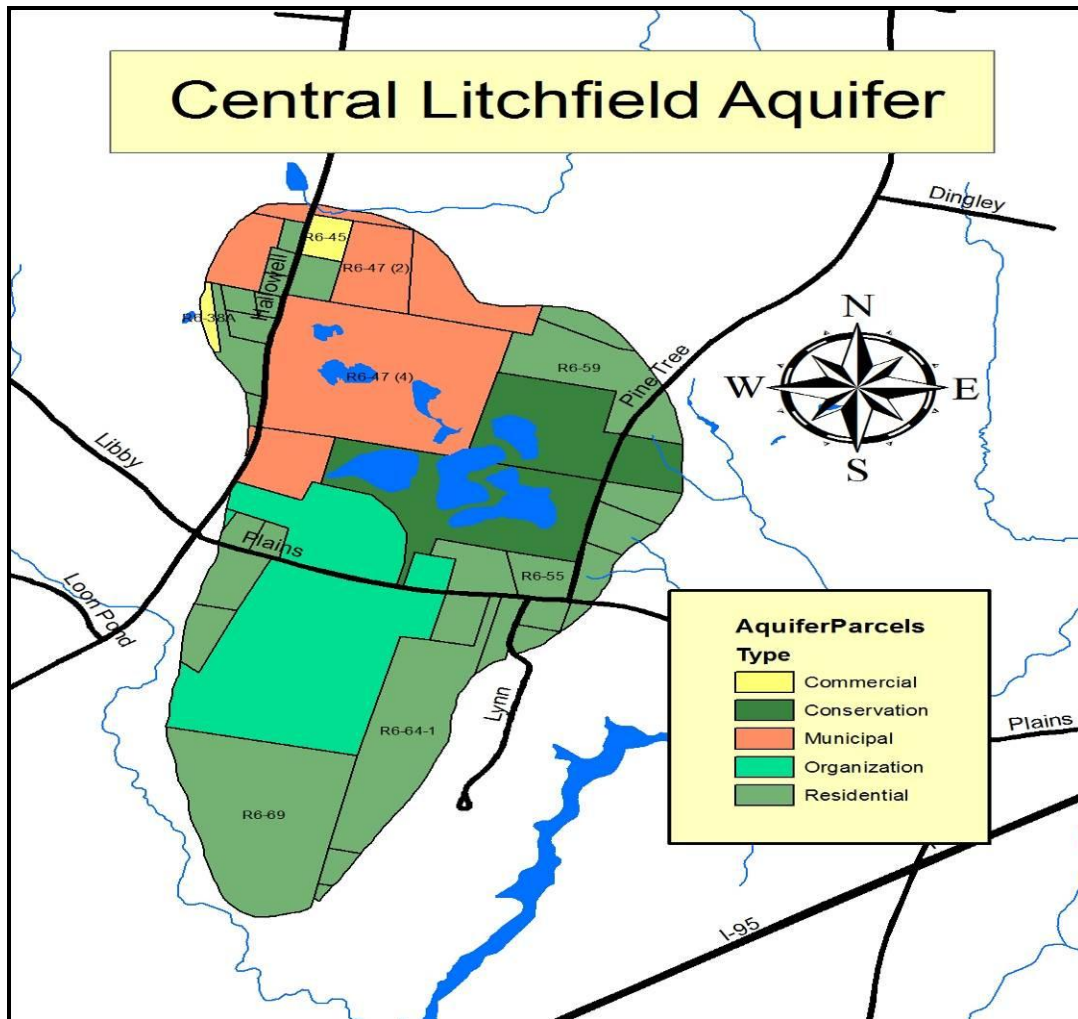 Central Litchfield Aquifer
Dingley
R6-45
R6-47 (2)
Hallowell
R6-38A
N
R6-59
Pine Tree
R6-47 (4)
W
E
S
Libby
Plains
R6-55
Loon Pond
AquiferParcels
Type
Commercial
Conservation
Municipal
Organization
Residential
Lynn
R6-64-1
Plains
R6-69
I-95